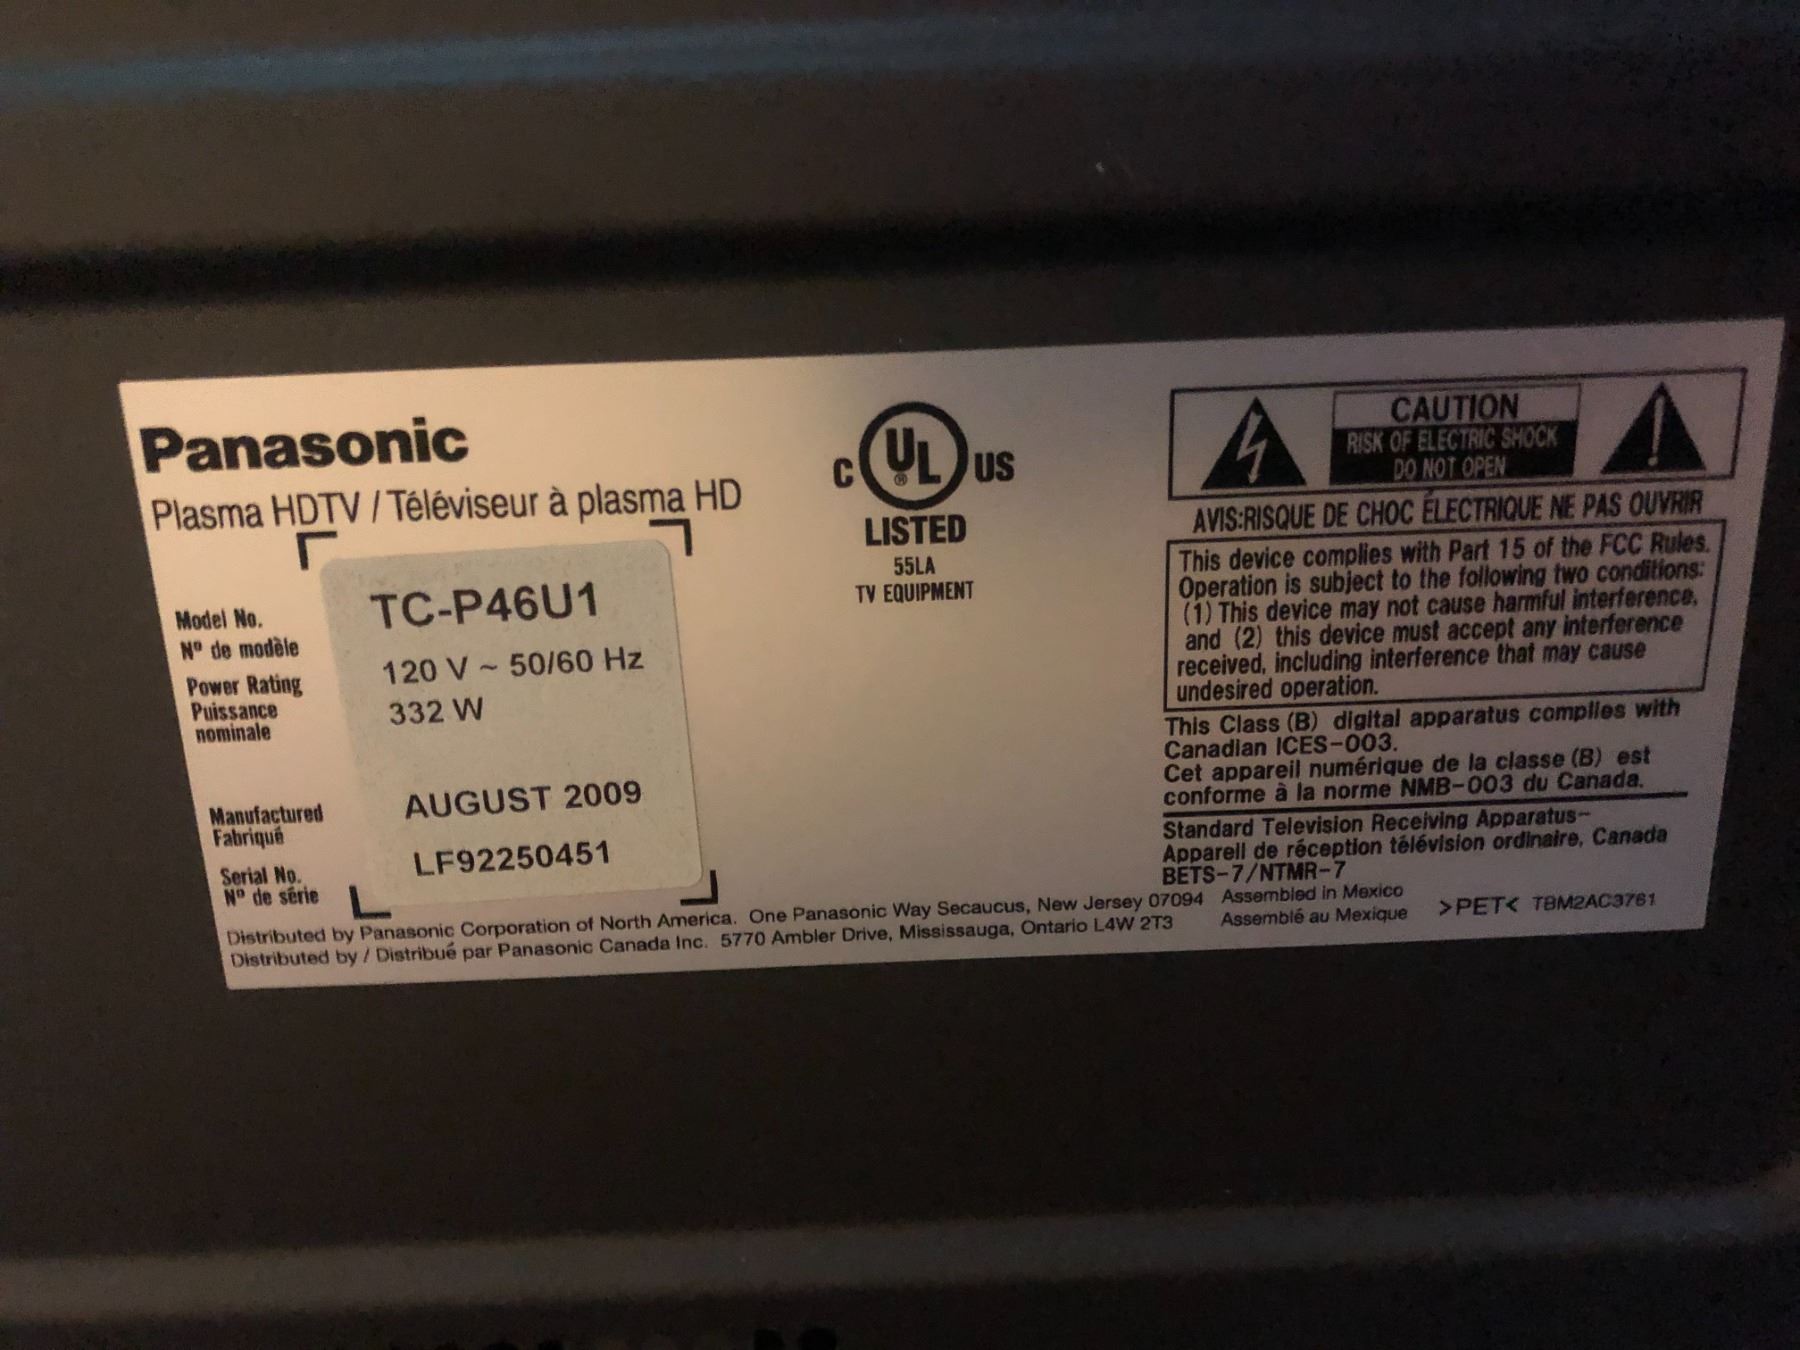 Panasonic
Plasma HDTV / Téléviseur à plasma HD
Model No.
Nº de modèle
TC-P46U1
Power Rating
Puissance
nominale
120 V ~ 50/60 Hz
332 W
Manufactured
Fabriqué
AUGUST 2009
Serial No.
Nº de série
LF92250451
C UL ® US
LISTED
55LA
TV EQUIPMENT
CAUTION
RISK OF ELECTRIC SHOCK
DO NOT OPEN
AVIS:RISQUE DE CHOC ÉLECTRIQUE NE PAS OUVRIR
This device complies with Part 15 of the FCC Rules.
Operation is subject to the following two conditions:
(1) This device may not cause harmful interference,
and (2) this device must accept any interference
received, including interference that may cause
undesired operation.
This Class (B) digital apparatus complies with
Canadian ICES-003.
Cet appareil numérique de la classe (B) est
conforme à la norme NMB-003 du Canada.
Standard Television Receiving Apparatus-
Appareil de réception télévision ordinaire, Canada
BETS-7/NTMR-7
Distributed by Panasonic Corporation of North America. One Panasonic Way Secaucus, New Jersey 07094
Distributed by / Distribué par Panasonic Canada Inc. 5770 Ambler Drive, Mississauga, Ontario L4W 2T3
Assembled in Mexico
Assemblé au Mexique
>PET< TBM2AC3761